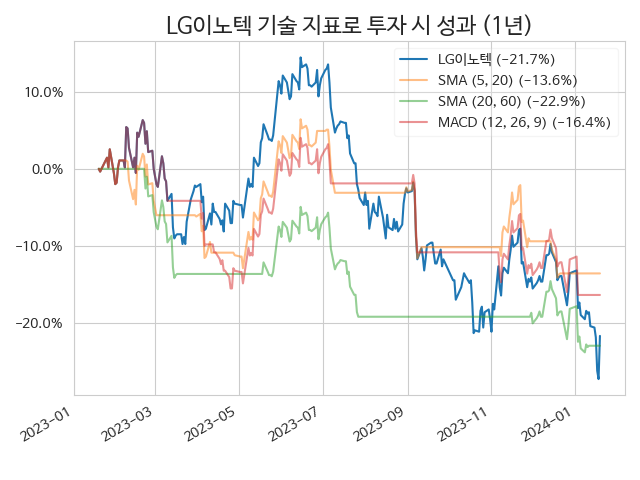 LG이노텍 기술 지표로 투자 시 성과 (1년)
LG이노텍 (−21.7%)
SMA (5, 20) (−13.6%)
SMA (20, 60) (−22.9%)
MACD (12, 26, 9) (−16.4%)
10.0%
0.0%
−10.0%
−20.0%
2023-01
2023-03
2023-05
2023-07
2023-09
2023-11
2024-01